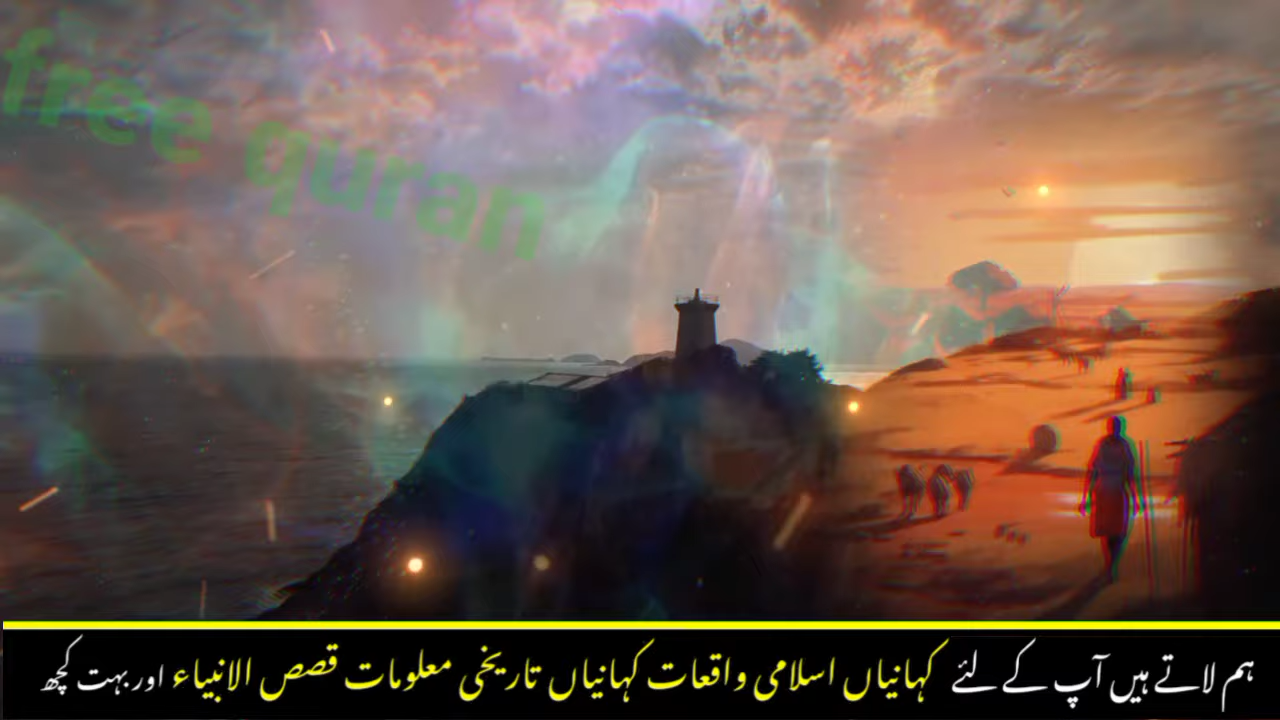 free quran
ہم لاتے ہیں آپ کے لئے کہانیاں اسلامی واقعات کہانیاں تاریخی معلومات قصص الانبیاء اور بہت کچھ